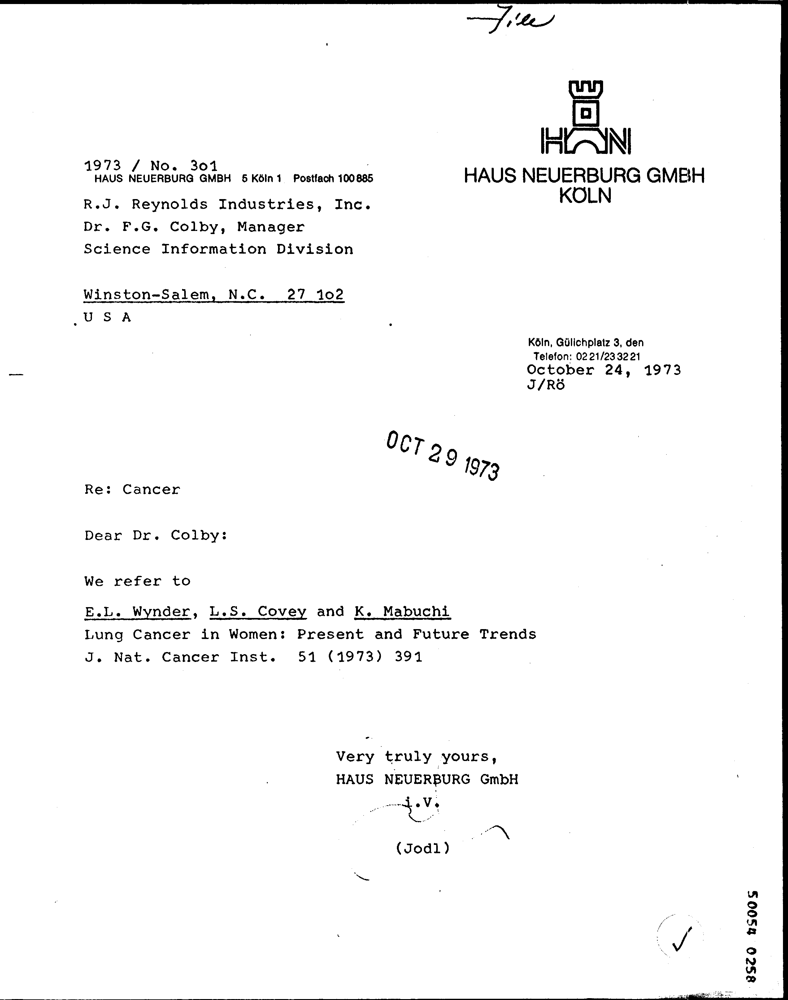 File
HAN
HAUS NEUERBURG GMBH
KÖLN
1973 / No. 3o1
HAUS NEUERBURG GMBH 5 Köln 1 Postfach 100885
R.J. Reynolds Industries, Inc.
Dr. F.G. Colby, Manager
Science Information Division
Winston-Salem, N.C. 27 1o2
U S A
Köln, Gülichplatz 3, den
Telefon: 0221/233221
October 24, 1973
J/Rö
OCT 29 1973
Re: Cancer
Dear Dr. Colby:
We refer to
E.L. Wynder, L.S. Covey and K. Mabuchi
Lung Cancer in Women: Present and Future Trends
J. Nat. Cancer Inst. 51 (1973) 391
Very truly yours,
HAUS NEUERBURG GmbH
i.V.
(Jodl)
50054 0258